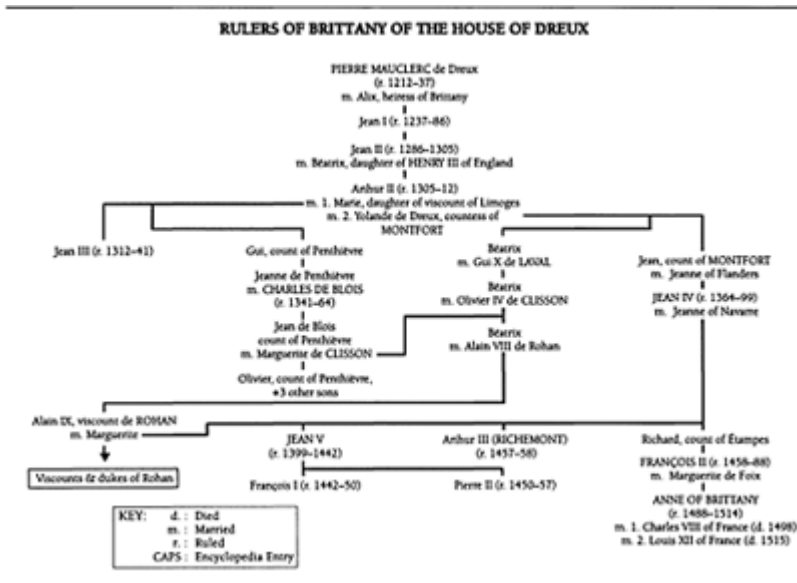 RULERS OF BRITTANY OF THE HOUSE OF DREUX
PIERRE MAUCLERC de Dreux
(r. 1212–37)
m. Alix, heiress of Brittany
Jean I (r. 1237–86)
Jean II (r. 1286–1305)
m. Béatrix, daughter of HENRY III of England
Arthur II (r. 1305–12)
m. 1. Marie, daughter of viscount of Limoges
m. 2. Yolande de Dreux, countess of
MONTFORT
Jean III (r. 1312–41)
Gui, count of Penthièvre
Jeanne de Penthièvre
m. CHARLES DE BLOIS
(r. 1341–64)
Jean de Blois
count of Penthièvre
m. Marguerite de CLISSON
Olivier, count of Penthièvre,
+3 other sons
Béatrix
m. Gui X de LAVAL
Béatrix
m. Olivier IV de CLISSON
Béatrix
m. Alain VIII de Rohan
Jean, count of MONTFORT
m. Jeanne of Flanders
JEAN IV (r. 1364–99)
m. Jeanne of Navarre
Alain IX, viscount de ROHAN
m. Marguerite
Viscounts & dukes of Rohan
JEAN V
(r. 1399–1442)
Arthur III (RICHEMONT)
(r. 1457–58)
Richard, count of Étampes
François I (r. 1442–50)
Pierre II (r. 1450–57)
FRANÇOIS II (r. 1458–88)
m. Marguerite de Foix
ANNE OF BRITTANY
(r. 1488–1514)
m. 1. Charles VIII of France (d. 1498)
m. 2. Louis XII of France (d. 1515)
KEY: d. : Died
m. : Married
r. : Ruled
CAPS : Encyclopedia Entry